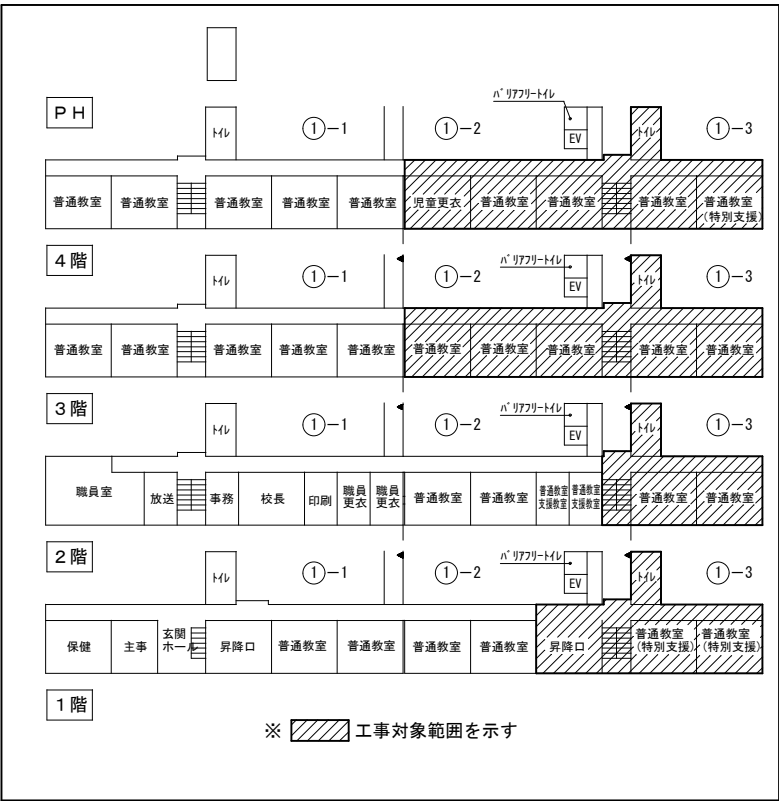 バリアフリートイレ
PH
トイレ
①-1
①-2
EV
トイレ
①-3
普通教室 普通教室 普通教室 普通教室 普通教室 児童更衣 普通教室 普通教室 普通教室 普通教室
(特別支援)
4階
トイレ
①-1
①-2
バリアフリートイレ
EV
トイレ
①-3
普通教室 普通教室 普通教室 普通教室 普通教室 普通教室 普通教室 普通教室 普通教室 普通教室
3階
トイレ
①-1
①-2
バリアフリートイレ
EV
トイレ
①-3
職員室 放送 事務 校長 印刷 職員
更衣 職員
更衣 普通教室 普通教室 普通教室
支援教室 普通教室
支援教室 普通教室 普通教室
2階
トイレ
①-1
①-2
バリアフリートイレ
EV
トイレ
①-3
保健 主事 玄関
ホール 昇降口 普通教室 普通教室 普通教室 普通教室 昇降口 普通教室
(特別支援) 普通教室
(特別支援)
1階
※ 工事対象範囲を示す